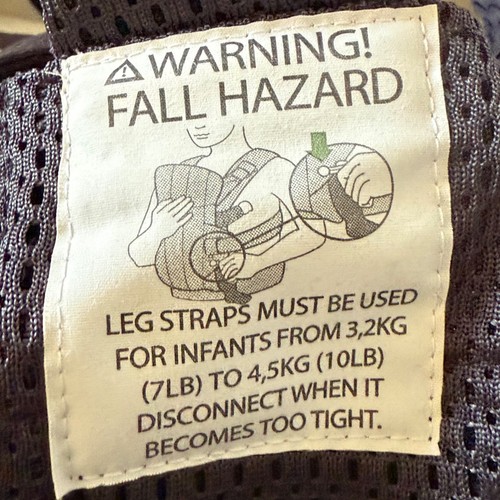 WARNING!
FALL HAZARD
LEG STRAPS MUST BE USED
FOR INFANTS FROM 3,2KG
(7LB) TO 4,5KG (10LB)
DISCONNECT WHEN IT
BECOMES TOO TIGHT.